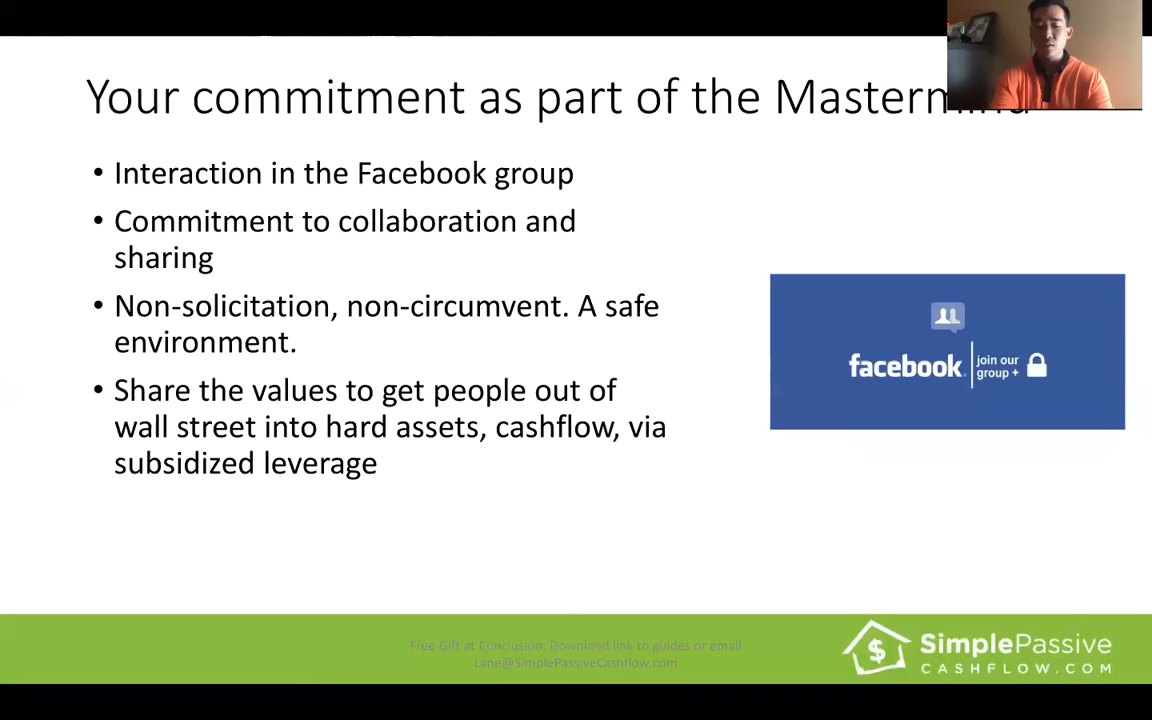 Your commitment as part of the Mastermind
• Interaction in the Facebook group
• Commitment to collaboration and
sharing
• Non-solicitation, non-circumvent. A safe
environment.
• Share the values to get people out of
wall street into hard assets, cashflow, via
subsidized leverage
facebook
join our
group +
Free Gift at Conclusion: Download link to guides or email
Lane@SimplePassiveCashflow.com
$
SimplePassive
CASHFLOW.COM